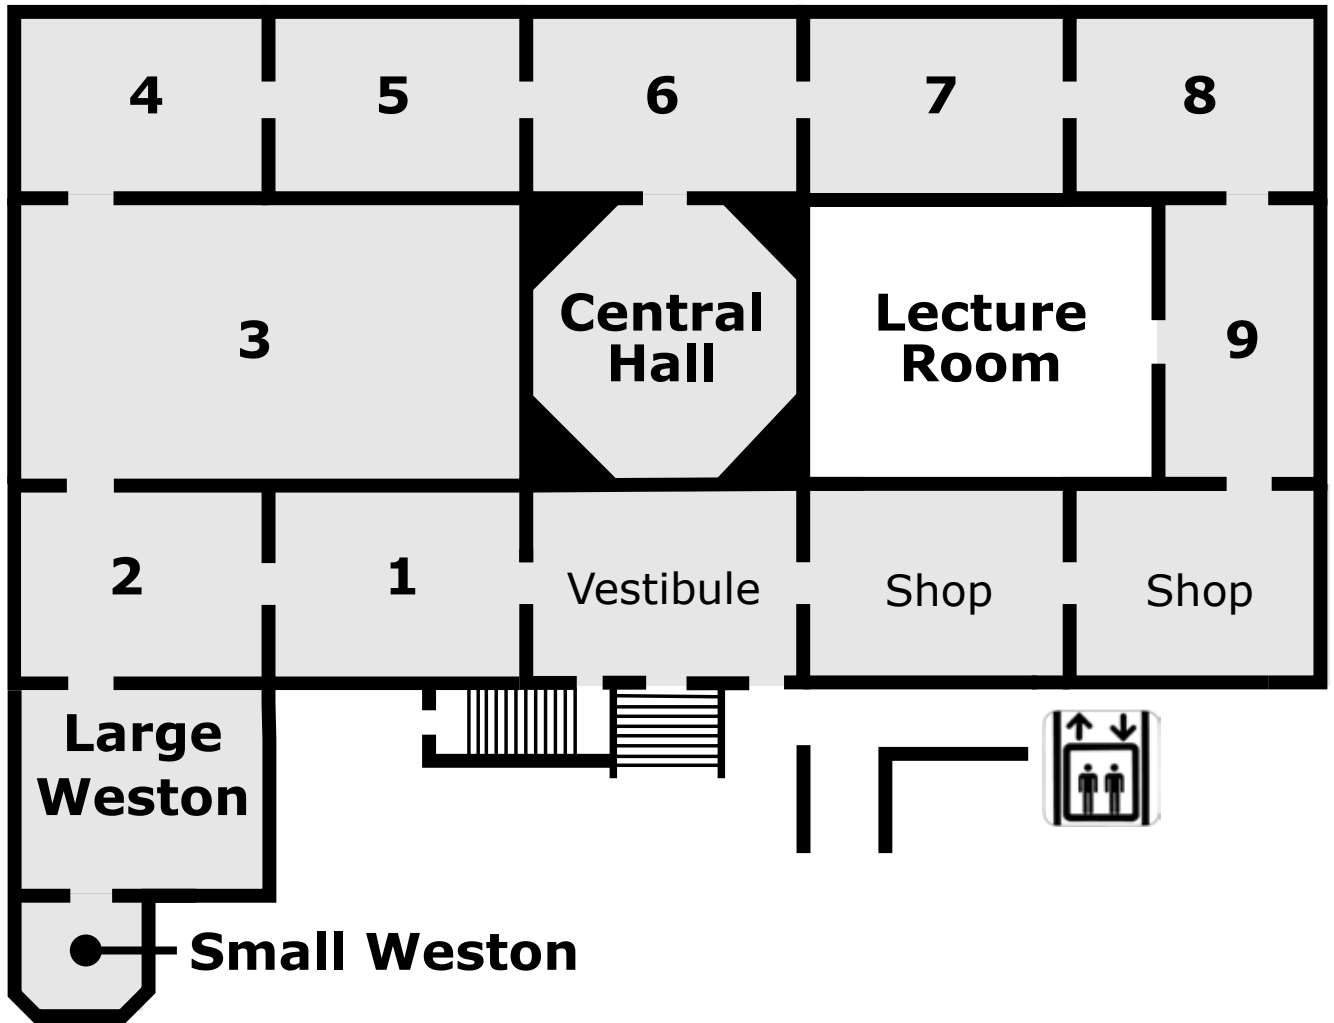 4
5
6
7
8
3
Central
Hall
Lecture
Room
9
2
1
Vestibule
Shop
Shop
Large
Weston
Small Weston